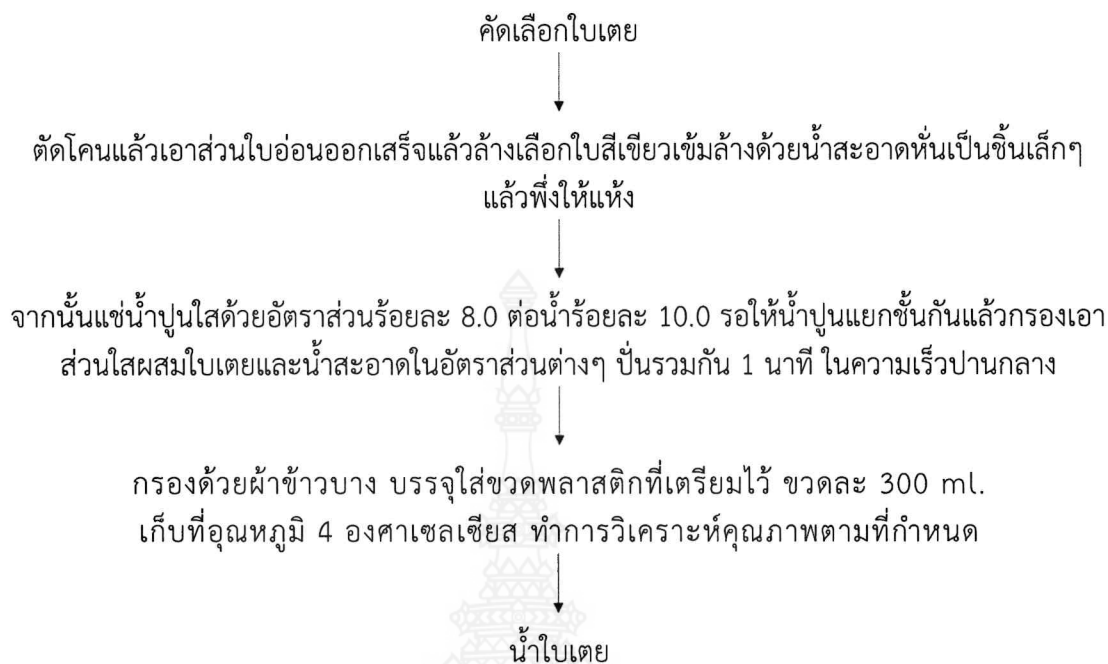 คัดเลือกใบเตย
ตัดโคนแล้วเอาส่วนใบอ่อนออกเสร็จแล้วล้างเลือกใบสีเขียวเข้มล้างด้วยน้ำสะอาดหั่นเป็นชิ้นเล็กๆ
แล้วพึ่งให้แห้ง
จากนั้นแช่น้ำปูนใสด้วยอัตราส่วนร้อยละ 8.0 ต่อน้ำร้อยละ 10.0 รอให้น้ำปูนแยกชั้นกันแล้วกรองเอา
ส่วนใสผสมใบเตยและน้ำสะอาดในอัตราส่วนต่างๆ ปั่นรวมกัน 1 นาที ในความเร็วปานกลาง
กรองด้วยผ้าข้าวบาง บรรจุใส่ขวดพลาสติกที่เตรียมไว้ ขวดละ 300 ml.
เก็บที่อุณหภูมิ 4 องศาเซลเซียส ทำการวิเคราะห์คุณภาพตามที่กำหนด
น้ำใบเตย